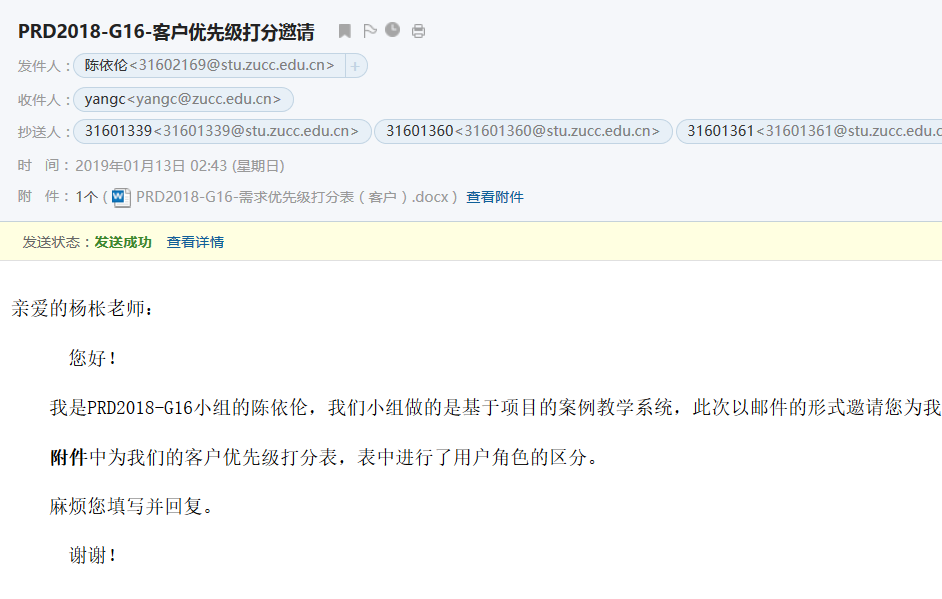 PRD2018-G16-客户优先级打分邀请
发件人：陈依伦<31602169@stu.zucc.edu.cn> +
收件人：yangc<yangc@zucc.edu.cn>
抄送人：31601339<31601339@stu.zucc.edu.cn> 31601360<31601360@stu.zucc.edu.cn> 31601361<31601361@stu.zucc.edu.c
时 间：2019年01月13日 02:43 (星期日)
附 件：1个 ( PRD2018-G16-需求优先级打分表（客户）.docx ) 查看附件
发送状态：发送成功 查看详情
亲爱的杨枨老师：
您好！
我是PRD2018-G16小组的陈依伦，我们小组做的是基于项目的案例教学系统，此次以邮件的形式邀请您为我
附件中为我们的客户优先级打分表，表中进行了用户角色的区分。
麻烦您填写并回复。
谢谢！